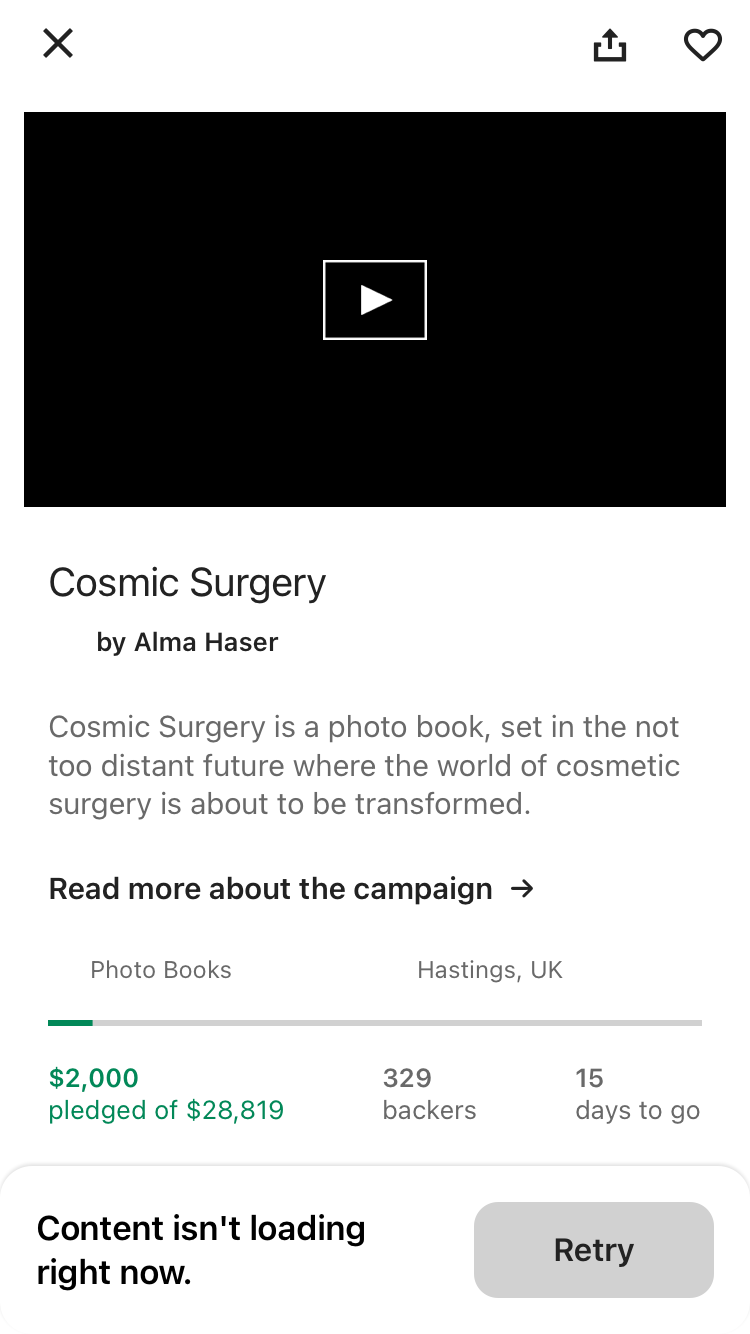 Cosmic Surgery
by Alma Haser
Cosmic Surgery is a photo book, set in the not
too distant future where the world of cosmetic
surgery is about to be transformed.
Read more about the campaign →
Photo Books
Hastings, UK
$2,000
pledged of $28,819
329
backers
15
days to go
Content isn't loading
right now.
Retry